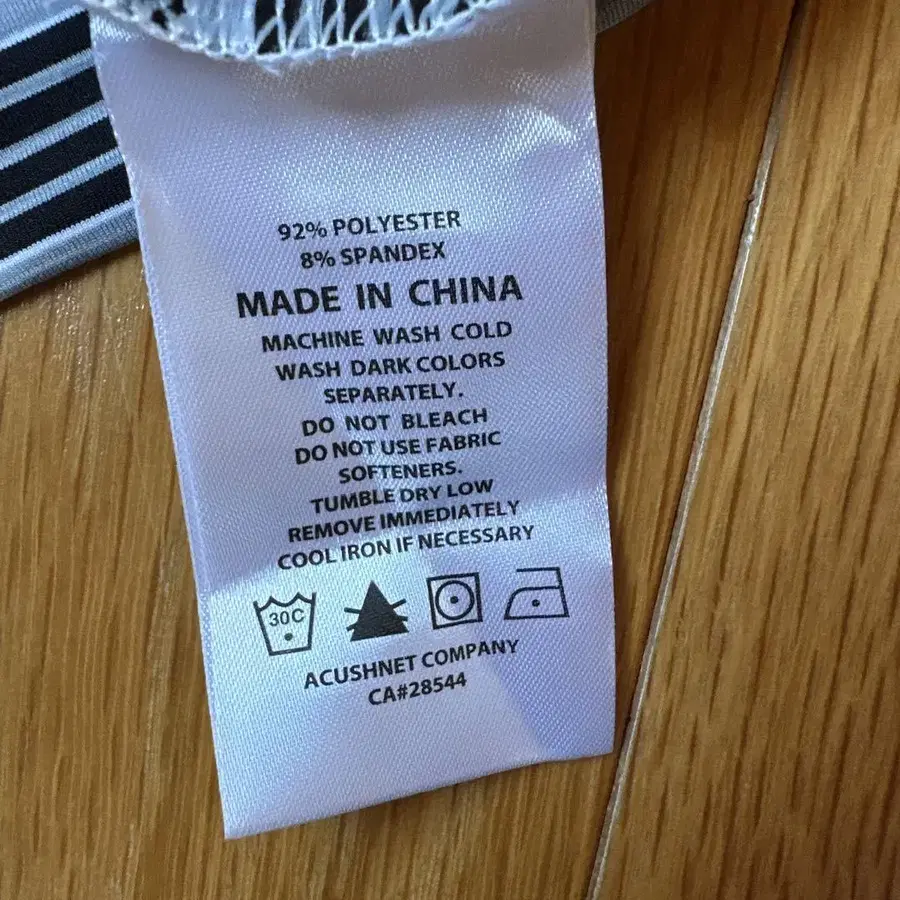 92% POLYESTER
8% SPANDEX
MADE IN CHINA
MACHINE WASH COLD
WASH DARK COLORS
SEPARATELY.
DO NOT BLEACH
DO NOT USE FABRIC
SOFTENERS.
TUMBLE DRY LOW
REMOVE IMMEDIATELY
COOL IRON IF NECESSARY
30C
ACUSHNET COMPANY
CA#28544